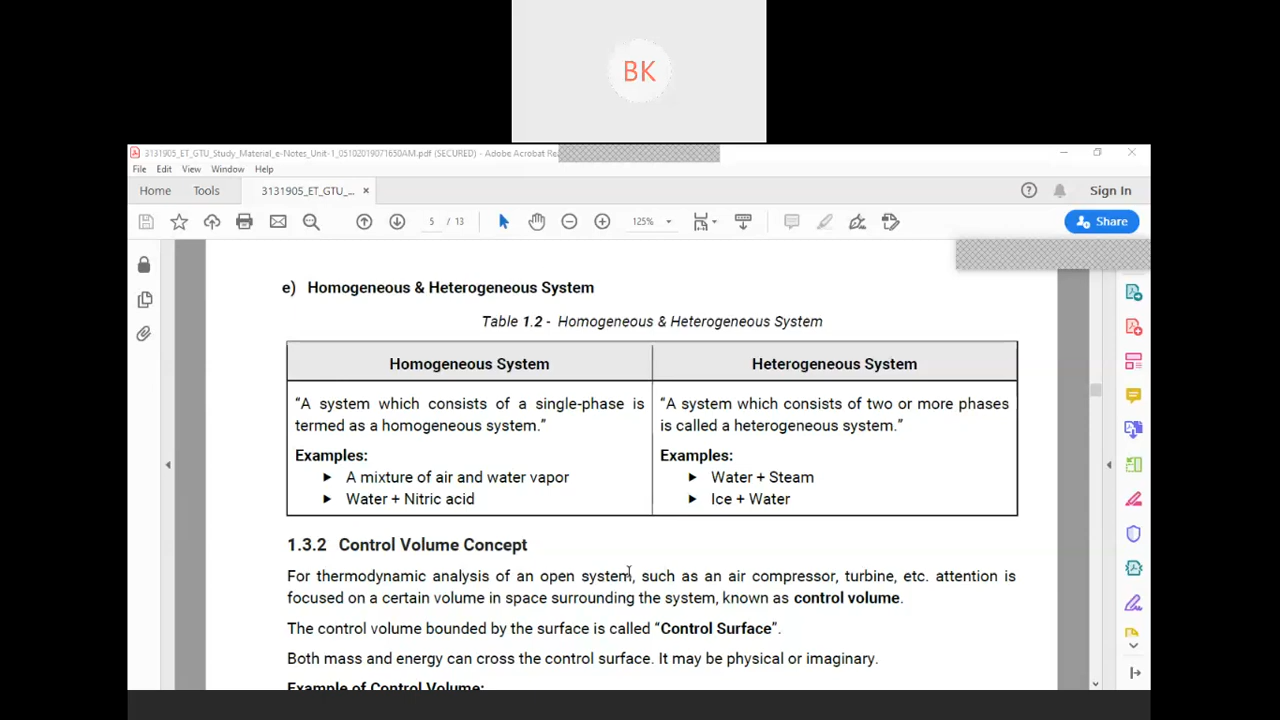 BK
3131905_ET_GTU_Study_Material_e-Notes_Unit-1_05102019071650AM.pdf (SECURED) - Adobe Acrobat Re
File Edit View Window Help
Home Tools 3131905_ET_GTU_... × Sign In
5 / 13 125% Share
e) Homogeneous & Heterogeneous System
Table 1.2 - Homogeneous & Heterogeneous System
Homogeneous System Heterogeneous System
“A system which consists of a single-phase is
termed as a homogeneous system.”
Examples:
A mixture of air and water vapor
Water + Nitric acid
“A system which consists of two or more phases
is called a heterogeneous system.”
Examples:
Water + Steam
Ice + Water
1.3.2 Control Volume Concept
For thermodynamic analysis of an open system, such as an air compressor, turbine, etc. attention is
focused on a certain volume in space surrounding the system, known as control volume.
The control volume bounded by the surface is called “Control Surface”.
Both mass and energy can cross the control surface. It may be physical or imaginary.
Example of Control Volume: